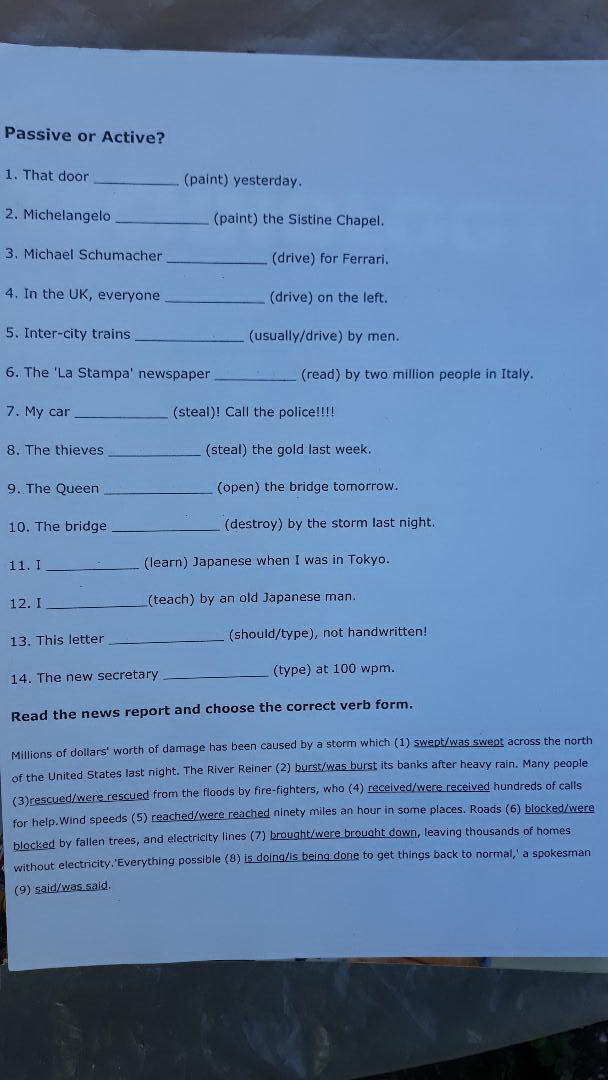 Passive or Active?
1. That door __________ (paint) yesterday.
2. Michelangelo ___________ (paint) the Sistine Chapel.
3. Michael Schumacher ____________ (drive) for Ferrari.
4. In the UK, everyone ____________ (drive) on the left.
5. Inter-city trains _____________ (usually/drive) by men.
6. The 'La Stampa' newspaper __________ (read) by two million people in Italy.
7. My car ___________ (steal)! Call the police!!!!
8. The thieves ___________ (steal) the gold last week.
9. The Queen _____________ (open) the bridge tomorrow.
10. The bridge _____________ (destroy) by the storm last night.
11. I ___________ (learn) Japanese when I was in Tokyo.
12. I ____________(teach) by an old Japanese man.
13. This letter ______________ (should/type), not handwritten!
14. The new secretary _____________ (type) at 100 wpm.
Read the news report and choose the correct verb form.
Millions of dollars' worth of damage has been caused by a storm which (1) swept/was swept across the north
of the United States last night. The River Reiner (2) burst/was burst its banks after heavy rain. Many people
(3)rescued/were rescued from the floods by fire-fighters, who (4) received/were received hundreds of calls
for help.Wind speeds (5) reached/were reached ninety miles an hour in some places. Roads (6) blocked/were
blocked by fallen trees, and electricity lines (7) brought/were brought down, leaving thousands of homes
without electricity.'Everything possible (8) is doing/is being done to get things back to normal,' a spokesman
(9) said/was said.